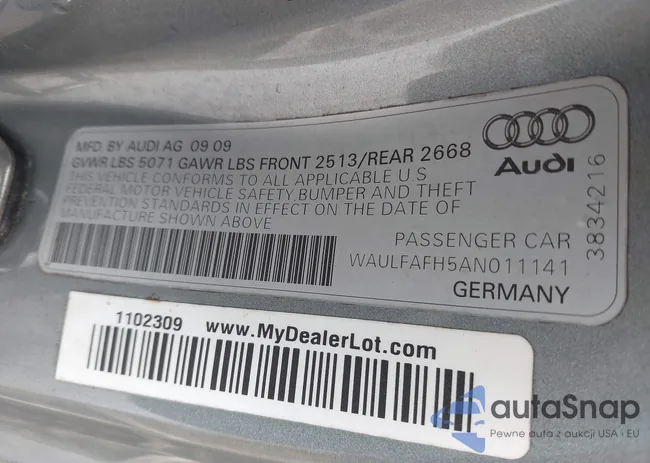 MFD. BY AUDI AG 09 09
GVWR LBS 5071 GAWR LBS FRONT 2513/REAR 2668
THIS VEHICLE CONFORMS TO ALL APPLICABLE U S
FEDERAL MOTOR VEHICLE SAFETY,BUMPER AND THEFT
PREVENTION STANDARDS IN EFFECT ON THE DATE OF
MANUFACTURE SHOWN ABOVE
Audi
3834216
PASSENGER CAR
WAULFAFH5AN011141
GERMANY
1102309 www.MyDealerLot.com
autaSnap
Pewne auta z aukcji USA i EU